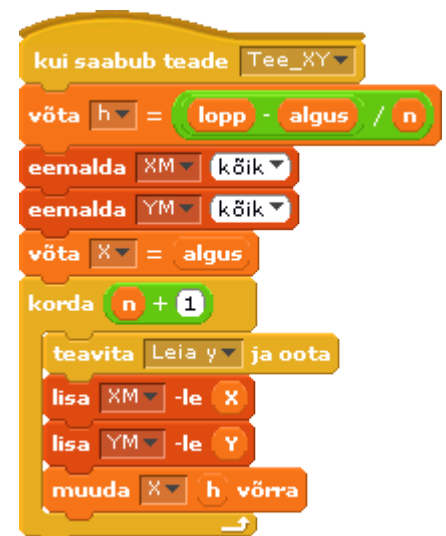 kui saabub teade Tee_XY
võta h = lopp - algus / n
eemalda XM kõik
eemalda YM kõik
võta X = algus
korda n + 1
teavita Leia y ja oota
lisa XM -le X
lisa YM -le Y
muuda X h võrra